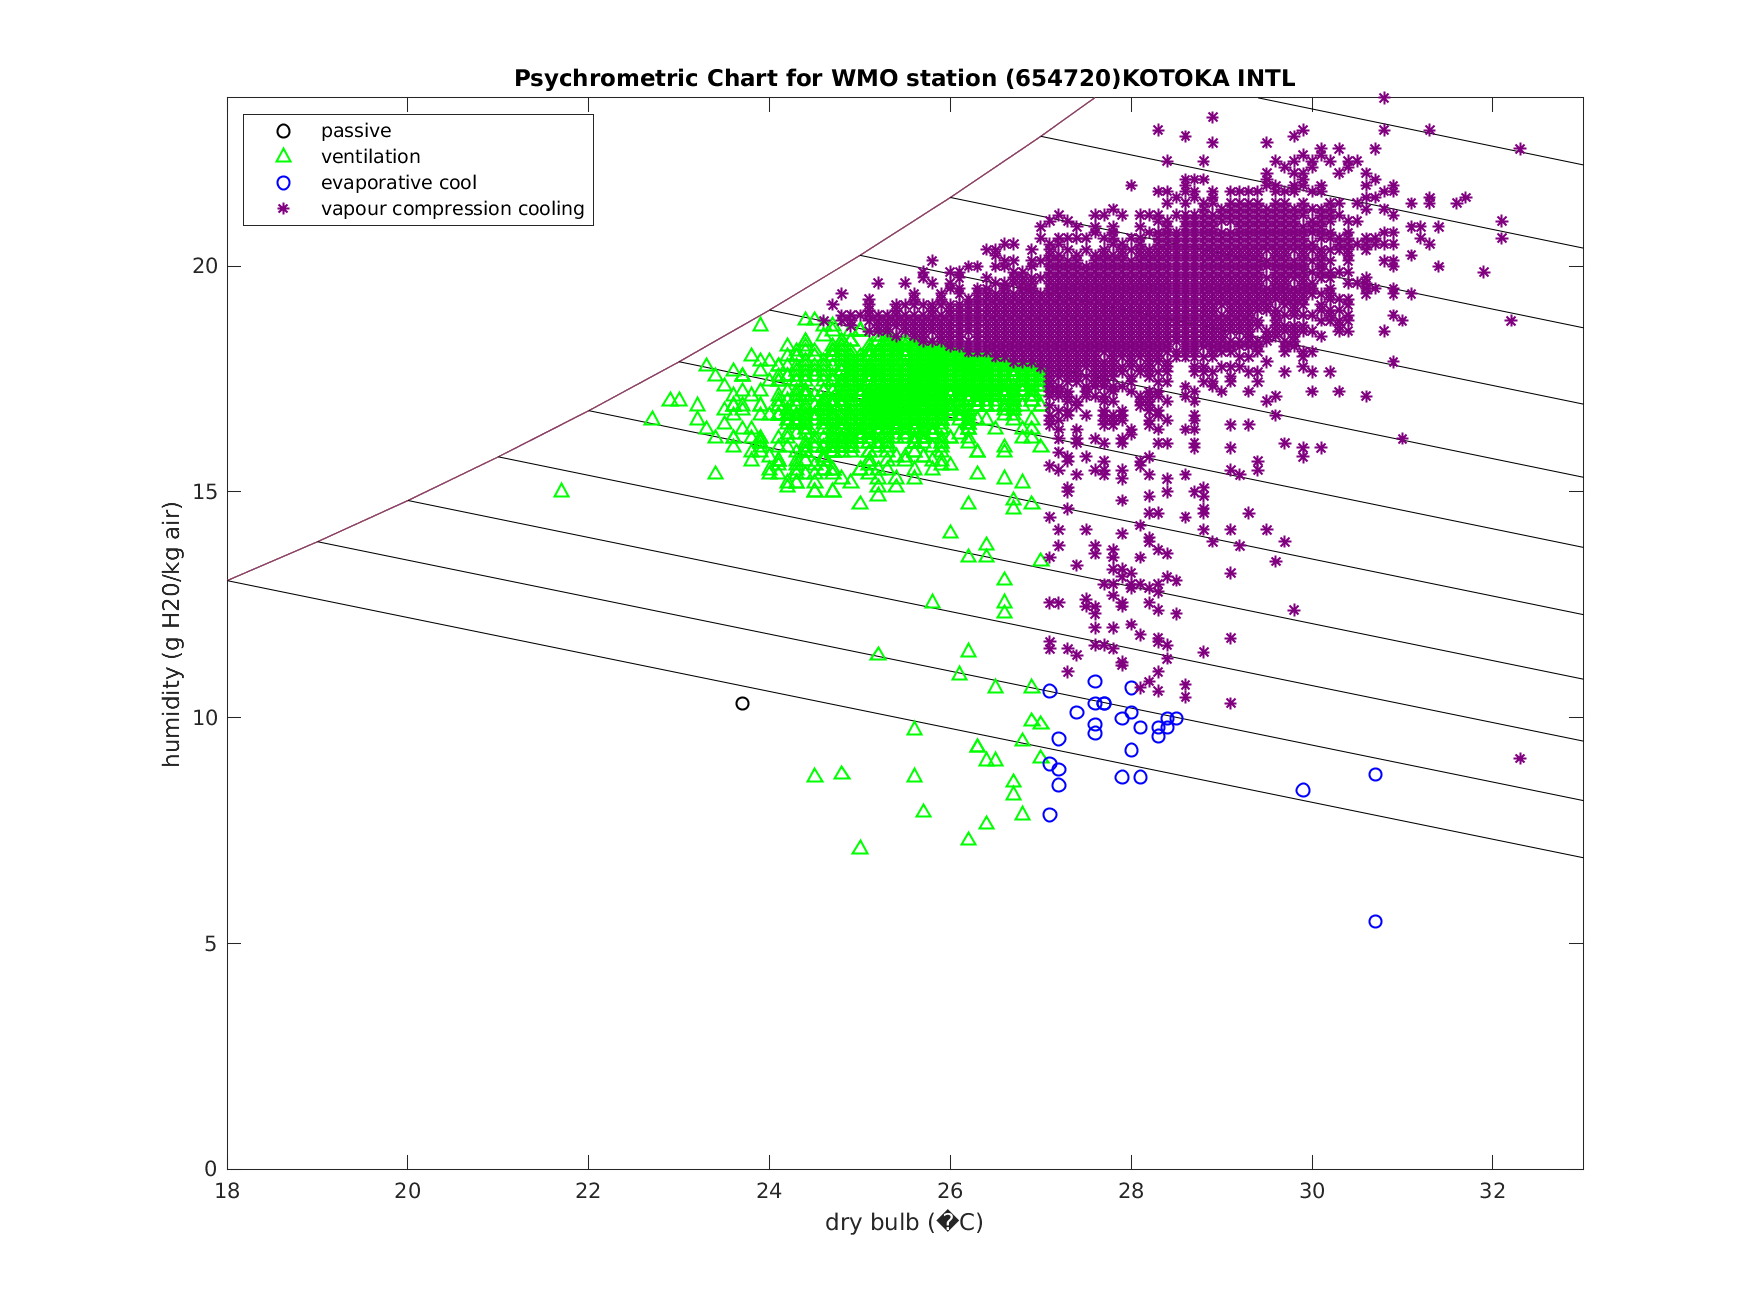 Psychrometric Chart for WMO station (654720)KOTOKA INTL
passive
ventilation
evaporative cool
vapour compression cooling
humidity (g H20/kg air)
20
15
10
5
0
18 20 22 24 26 28 30 32
dry bulb (�C)